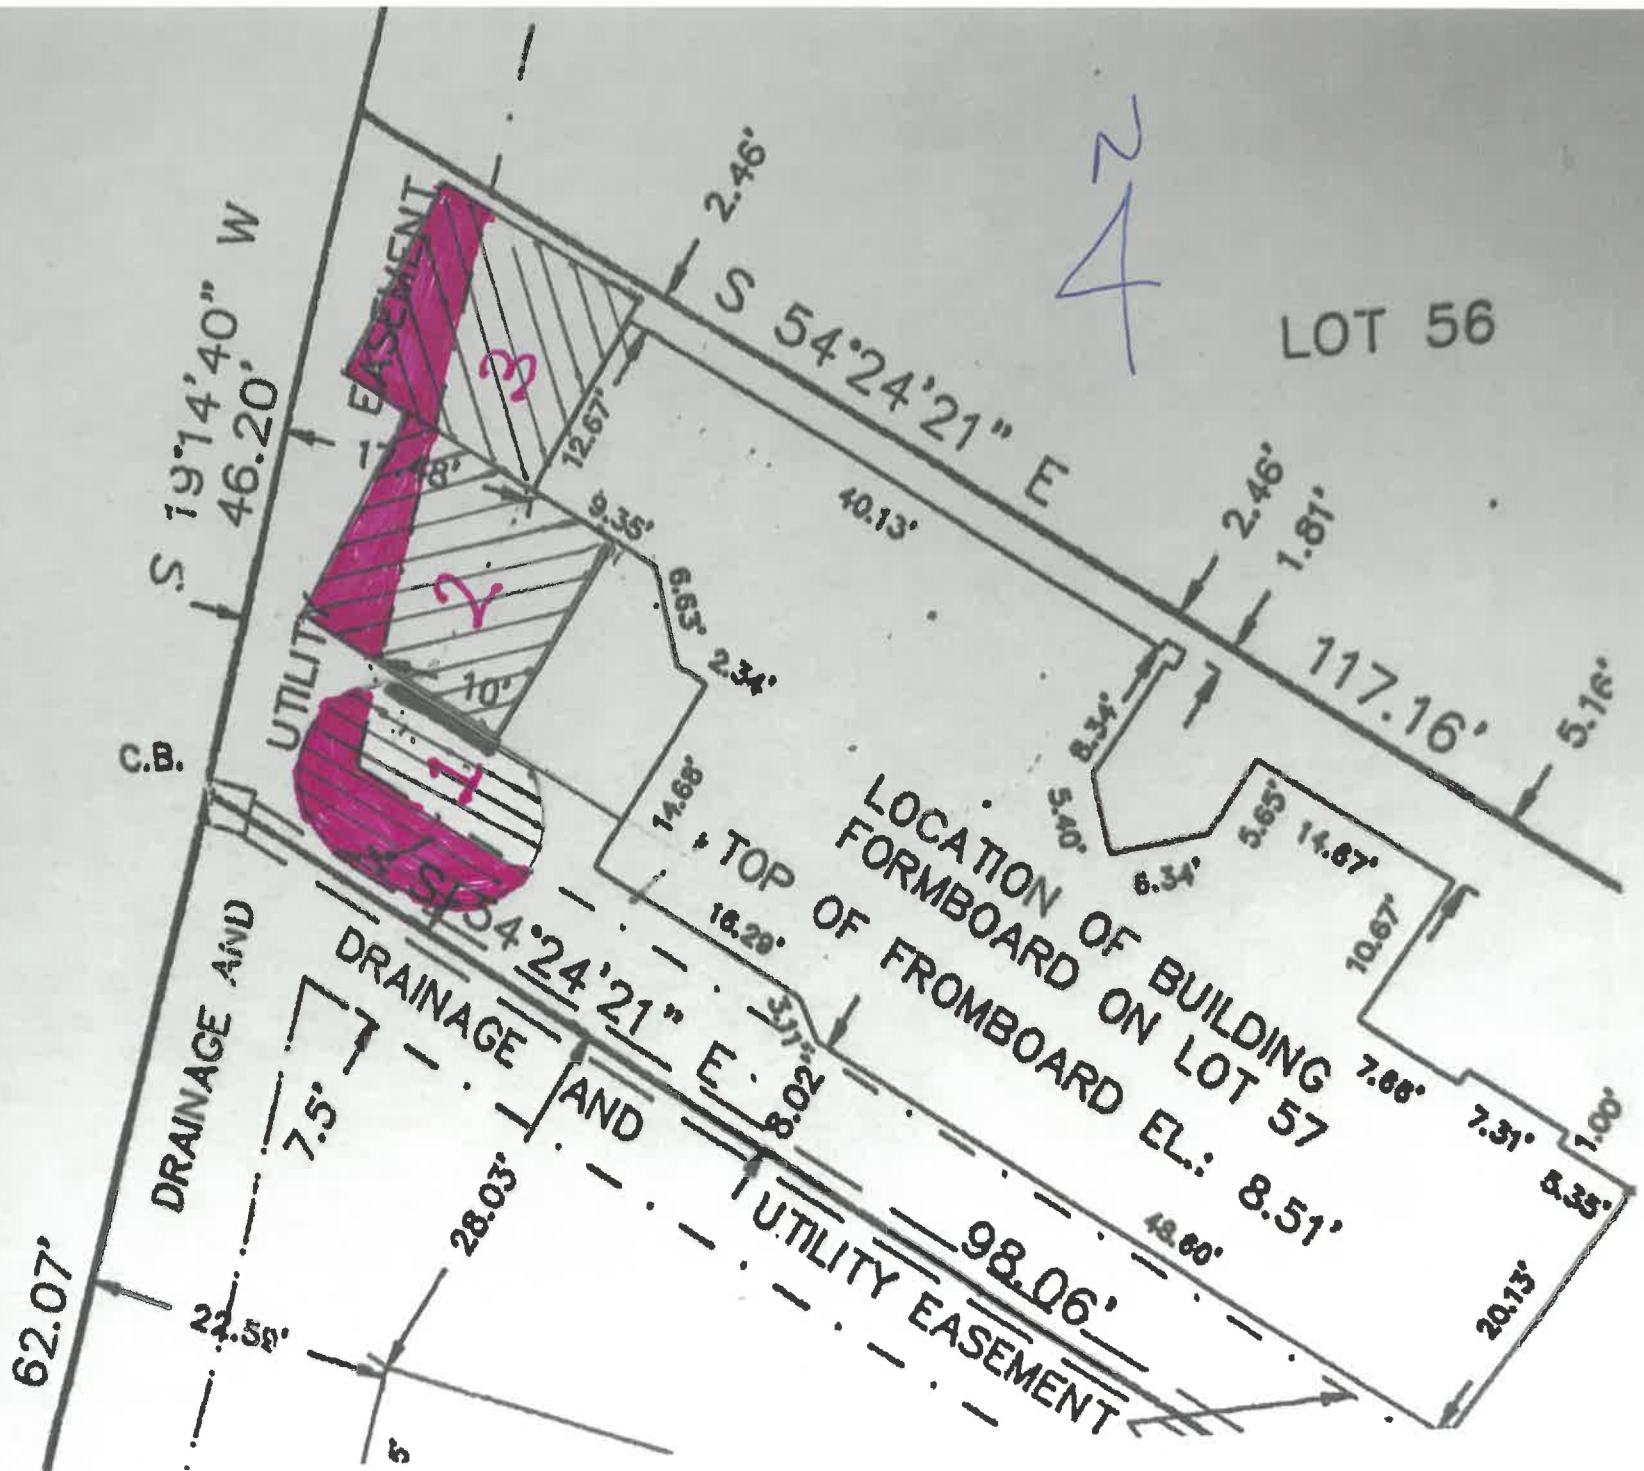 N
2.46'
LOT 56
S 54°24'21" E
117.16'
S 19°14'40" W
46.20'
EASEMENT
UTILITY
3
12.67'
9.35'
40.13'
6.63'
2.34'
2.46'
1.81'
5.16'
2
10'
1
C.B.
14.68'
8.34'
5.40'
6.34'
5.65'
14.67'
10.67'
LOCATION OF BUILDING
FORMBOARD ON LOT 57
TOP OF FROMBOARD EL.: 8.51'
16.29'
8.02'
7.66'
7.31'
1.00'
48.60'
20.13'
54°24'21" E
98.06'
DRAINAGE AND
DRAINAGE AND
UTILITY EASEMENT
7.5'
28.03'
62.07'
5'